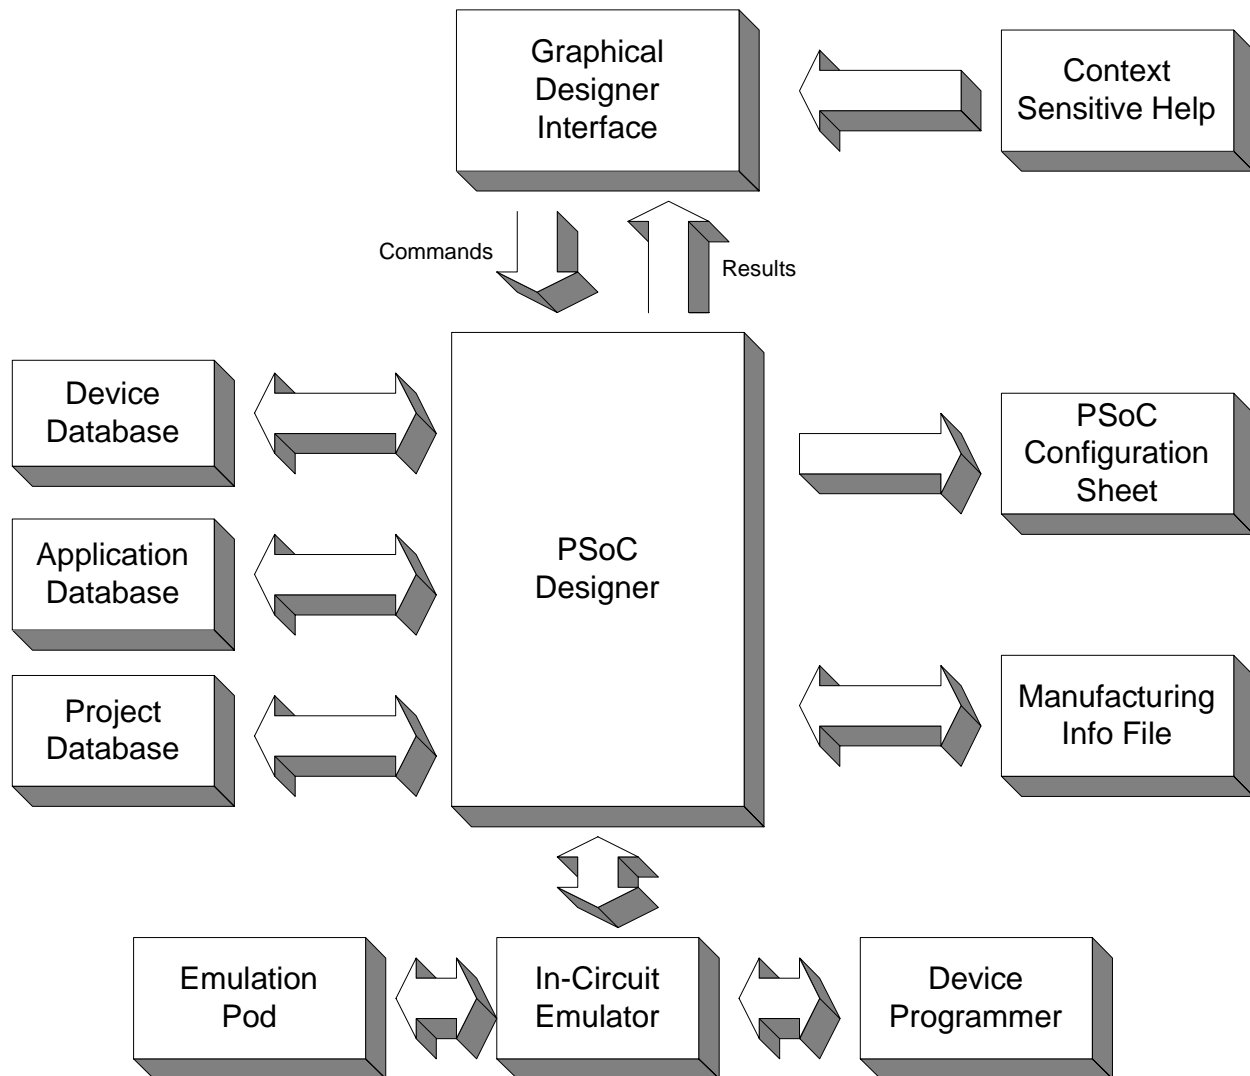 Graphical
Designer
Interface
Context
Sensitive Help
Commands
Results
Device
Database
PSoC
Configuration
Sheet
Application
Database
PSoC
Designer
Project
Database
Manufacturing
Info File
Emulation
Pod
In-Circuit
Emulator
Device
Programmer